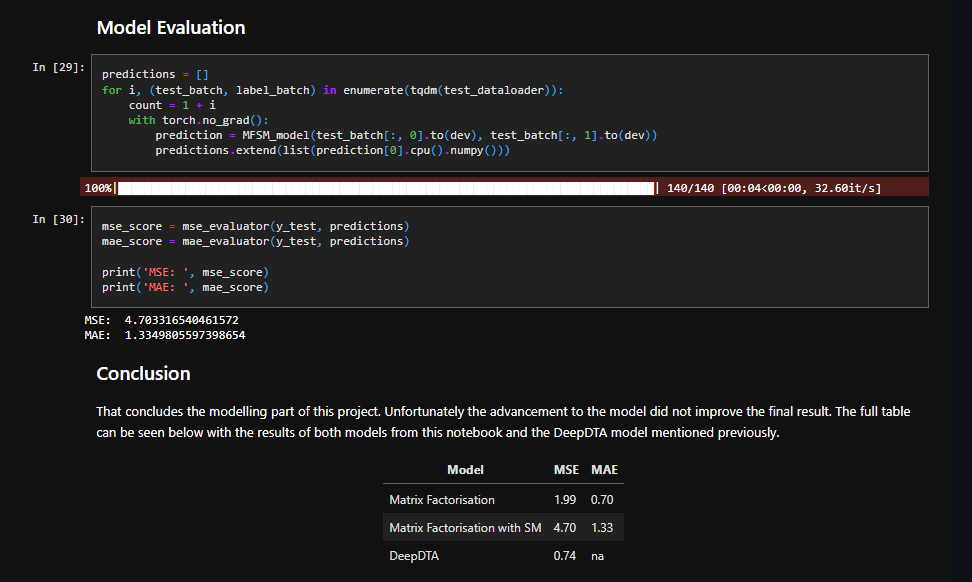 Model Evaluation
In [29]:
predictions = []
for i, (test_batch, label_batch) in enumerate(tqdm(test_dataloader)):
    count = 1 + i
    with torch.no_grad():
        prediction = MFSM_model(test_batch[:, 0].to(dev), test_batch[:, 1].to(dev))
        predictions.extend(list(prediction[0].cpu().numpy()))
100%| | 140/140 [00:04<00:00, 32.60it/s]
In [30]:
mse_score = mse_evaluator(y_test, predictions)
mae_score = mae_evaluator(y_test, predictions)
print('MSE: ', mse_score)
print('MAE: ', mae_score)
MSE:  4.703316540461572
MAE:  1.3349805597398654
Conclusion
That concludes the modelling part of this project. Unfortunately the advancement to the model did not improve the final result. The full table
can be seen below with the results of both models from this notebook and the DeepDTA model mentioned previously.
Model MSE MAE
Matrix Factorisation 1.99 0.70
Matrix Factorisation with SM 4.70 1.33
DeepDTA 0.74 na